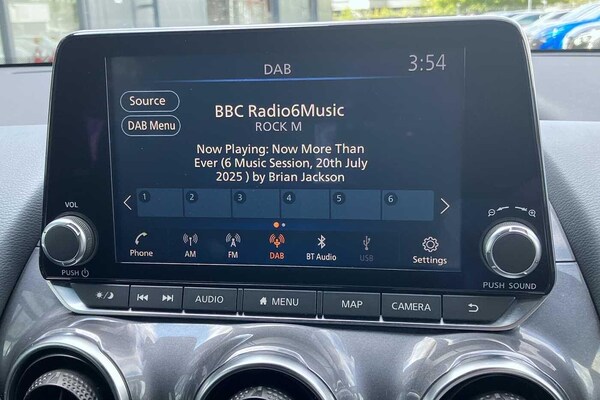 DAB
3:54
Source
DAB Menu
BBC Radio6Music
ROCK M
Now Playing: Now More Than
Ever (6 Music Session, 20th July
2025 ) by Brian Jackson
1 2 3 4 5 6
Phone AM FM DAB BT Audio USB Settings
VOL
PUSH
PUSH SOUND
AUDIO MENU MAP CAMERA